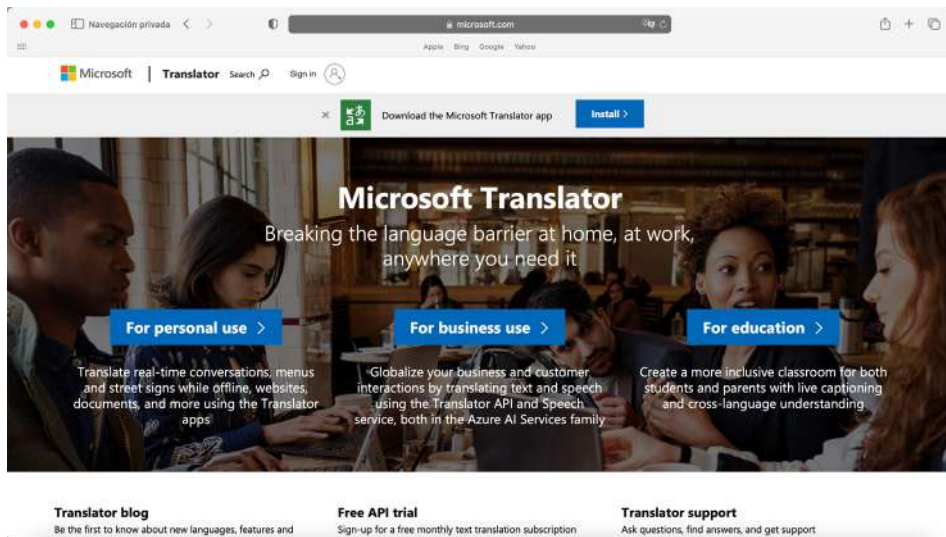 Navegación privada
microsoft.com
Apple Bing Google Yahoo
Microsoft | Translator Search Sign in
Download the Microsoft Translator app
Install >
Microsoft Translator
Breaking the language barrier at home, at work,
anywhere you need it
For personal use >
Translate real-time conversations, menus
and street signs while offline, websites,
documents, and more using the Translator
apps
For business use >
Globalize your business and customer
interactions by translating text and speech
using the Translator API and Speech
service, both in the Azure AI Services family
For education >
Create a more inclusive classroom for both
students and parents with live captioning
and cross-language understanding
Translator blog
Be the first to know about new languages, features and
Free API trial
Sign-up for a free monthly text translation subscription
Translator support
Ask questions, find answers, and get support